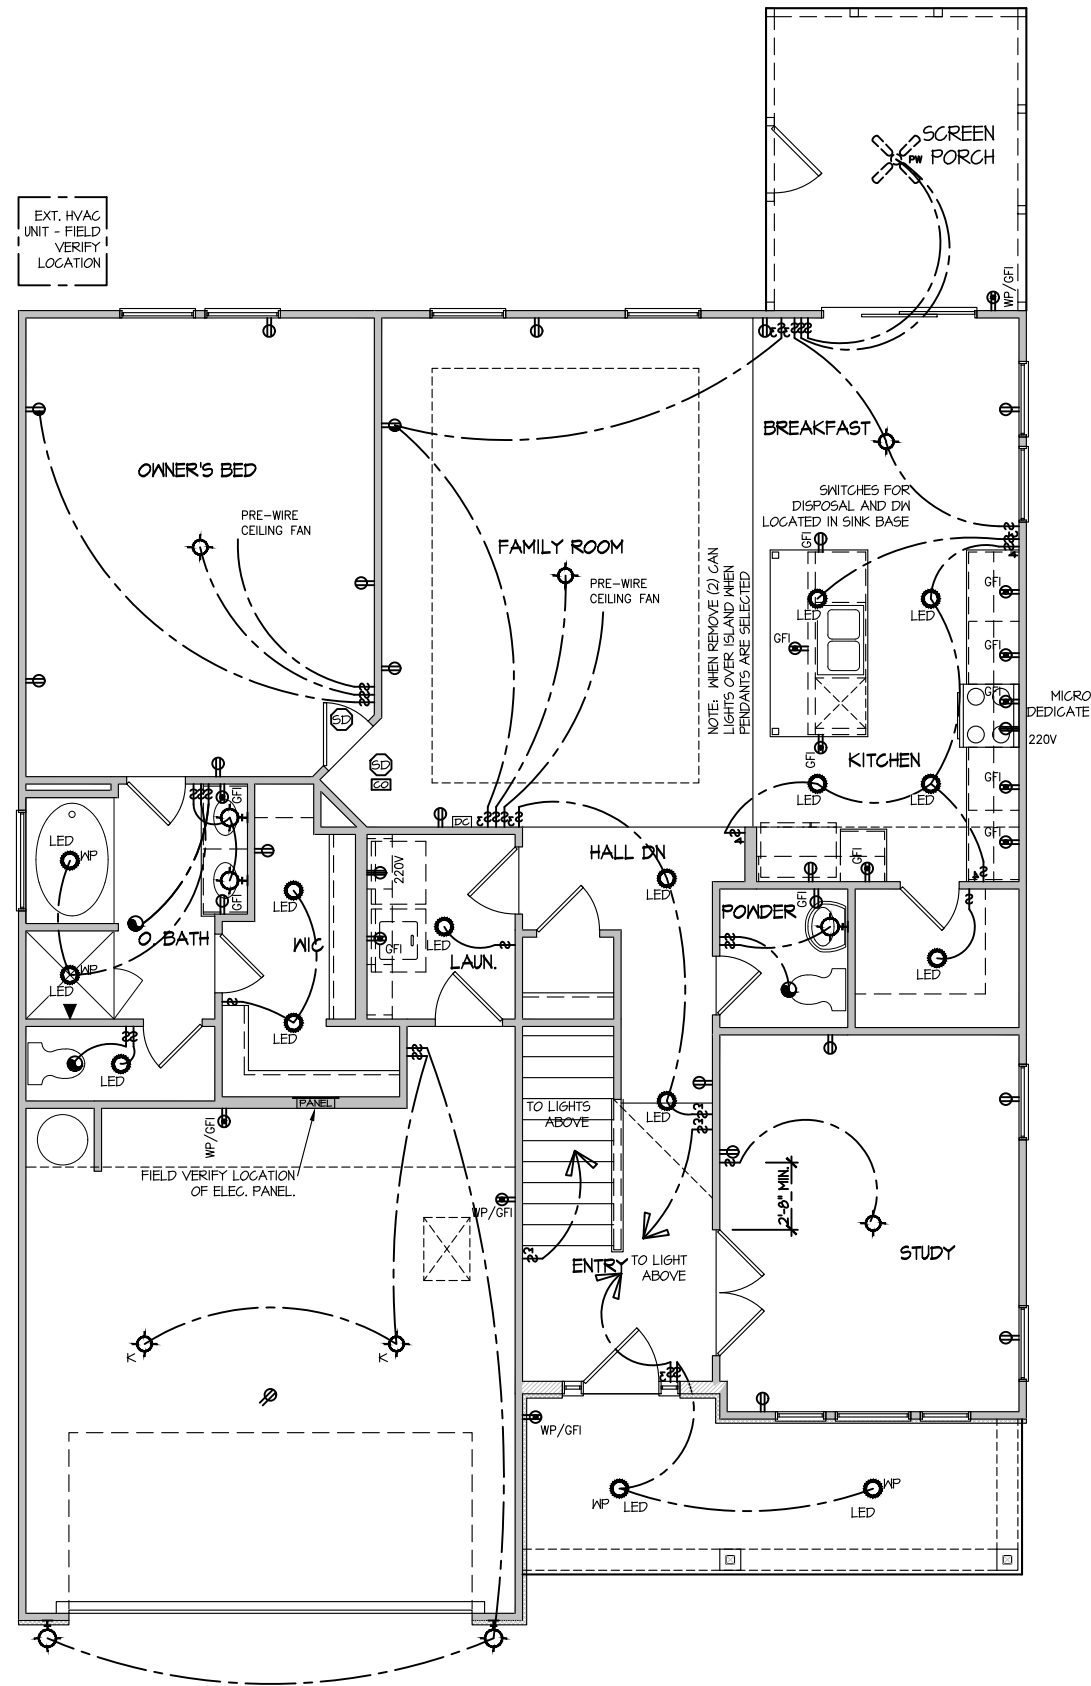 SCREEN
PORCH
PW
EXT. HVAC
UNIT - FIELD
VERIFY
LOCATION
WP/GFI
BREAKFAST
OWNER'S BED
PRE-WIRE
CEILING FAN
FAMILY ROOM
PRE-WIRE
CEILING FAN
SWITCHES FOR
DISPOSAL AND DW
LOCATED IN SINK BASE
NOTE: WHEN REMOVE (2) CAN
LIGHTS OVER ISLAND WHEN
PENDANTS ARE SELECTED
GFI
LED
LED
GFI
GFI
GFI
GFI
MICRO
DEDICATE
220V
GFI
KITCHEN
LED
LED
GFI
GFI
GFI
SD
SD
CO
DC
HALL DN
LED
GFI
GFI
LED
WP
O. BATH
WP
LED
LED
LED
WIC
LED
220V
GFI
LED
LAUN.
POWDER
GFI
LED
PANEL
WP/GFI
FIELD VERIFY LOCATION
OF ELEC. PANEL.
WP/GFI
TO LIGHTS
ABOVE
LED
2'-8" MIN.
STUDY
ENTRY
TO LIGHT
ABOVE
K
K
WP/GFI
WP
LED
WP
LED